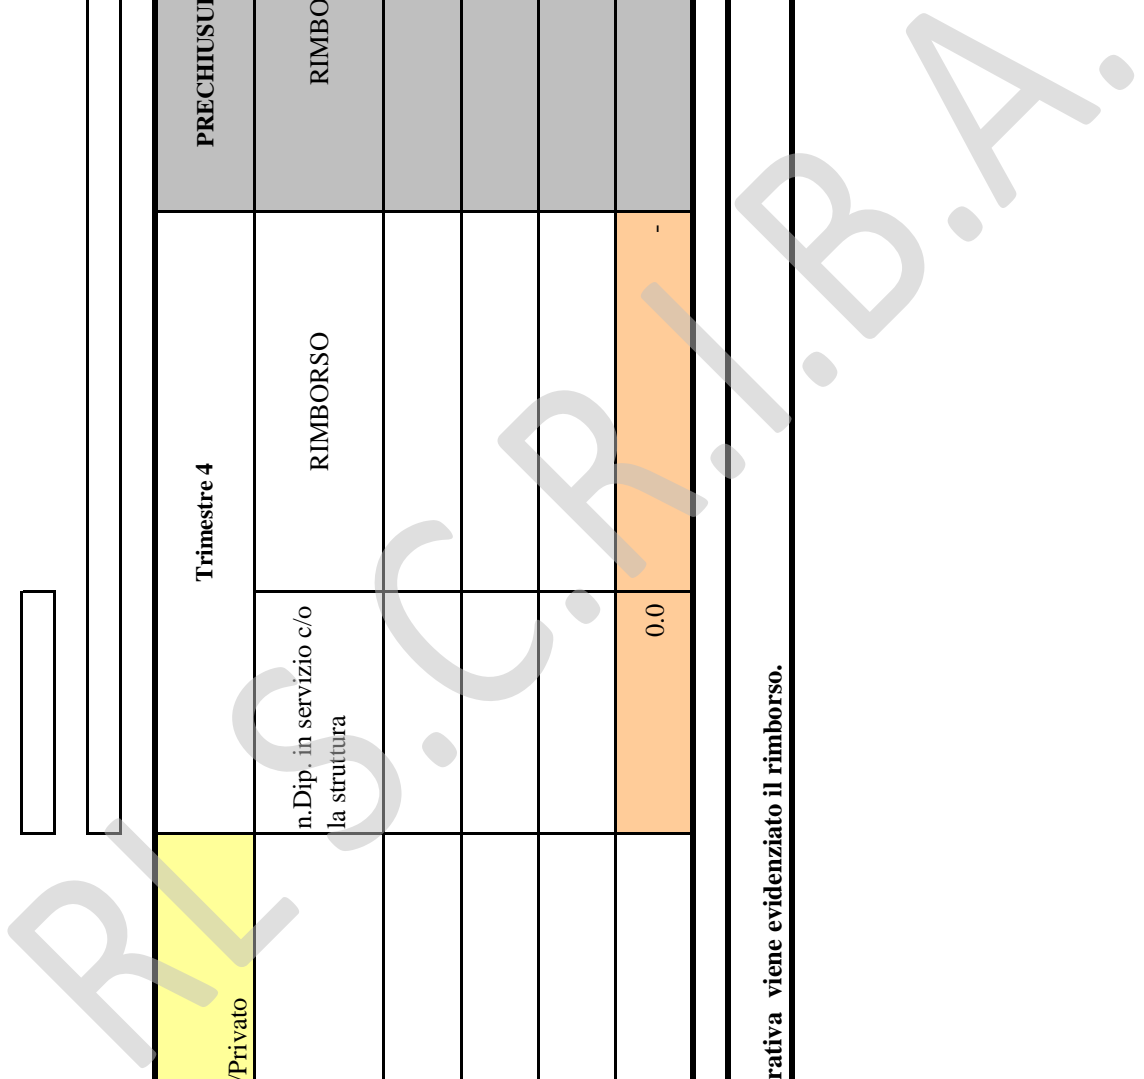 /Privato
Trimestre 4
PRECHIUSU
n.Dip. in servizio c/o
la struttura
RIMBORSO
RIMBO
0.0
-
rativa viene evidenziato il rimborso.
RL S.C.R.I.B.A.